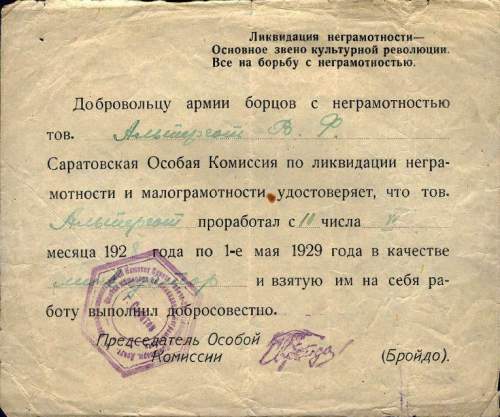 Ликвидация неграмотности—
Основное звено культурной революции.
Все на борьбу с неграмотностью.
Добровольцу армии борцов с неграмотностью
тов. Альтергот В. Ф.
Саратовская Особая Комиссия по ликвидации негра-
мотности и малограмотности удостоверяет, что тов.
Альтергот проработал с 11 числа
месяца 1928 года по 1-е мая 1929 года в качестве
и взятую им на себя ра-
боту выполнил добросовестно.
Председатель Особой
Комиссии (Бройдо).